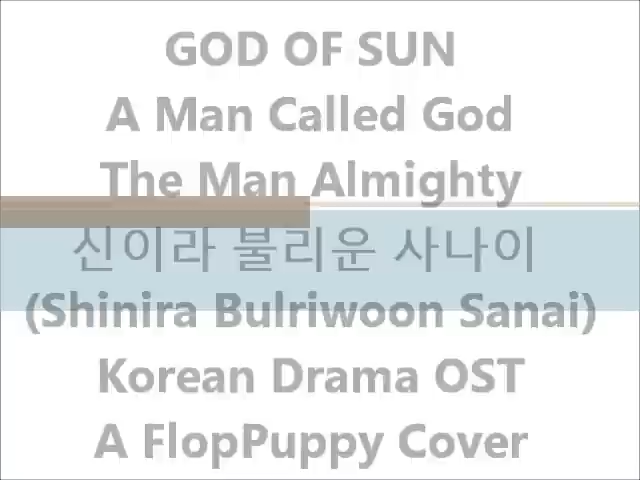 GOD OF SUN
A Man Called God
The Man Almighty
신이라 불리운 사나이
(Shinira Bulriwoon Sanai)
Korean Drama OST
A FlopPuppy Cover